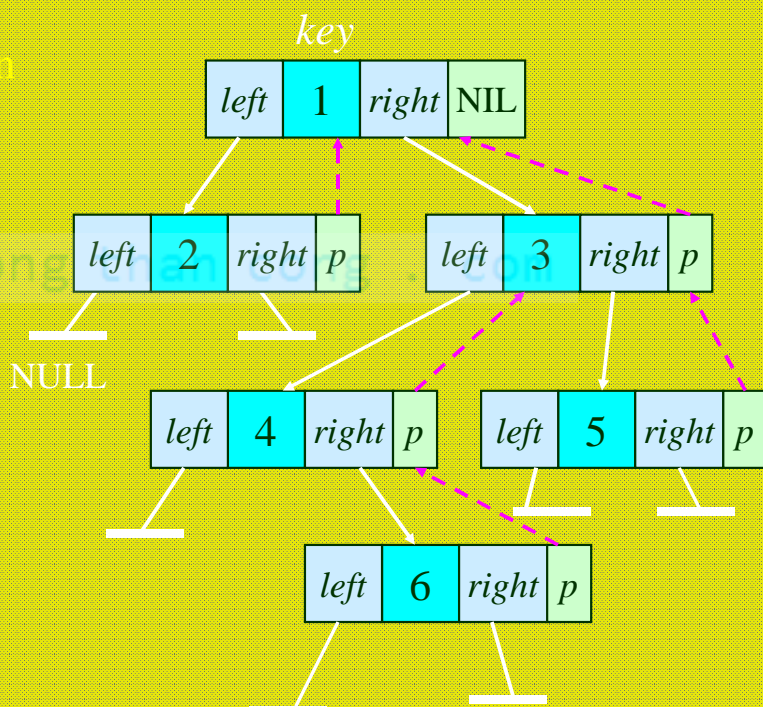 key
left 1 right NIL
left 2 right p left 3 right p
NULL
left 4 right p left 5 right p
left 6 right p